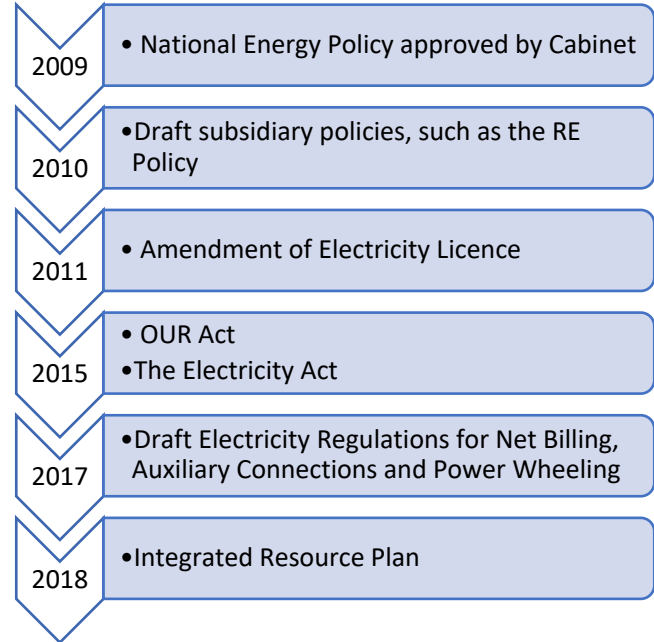 2009
• National Energy Policy approved by Cabinet
2010
•Draft subsidiary policies, such as the RE
Policy
2011
• Amendment of Electricity Licence
2015
• OUR Act
•The Electricity Act
2017
•Draft Electricity Regulations for Net Billing,
Auxiliary Connections and Power Wheeling
2018
•Integrated Resource Plan